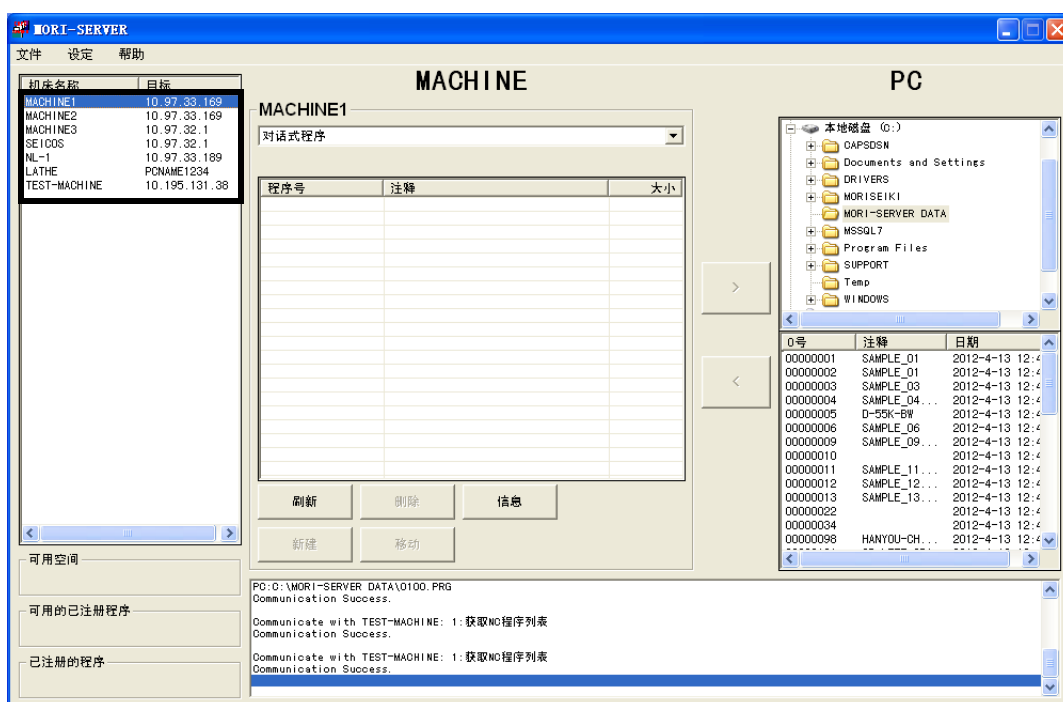 MORI-SERVER
文件 设定 帮助
机床名称 目标
MACHINE1 10.97.33.169
MACHINE2 10.97.33.169
MACHINE3 10.97.32.1
SEICOS 10.97.32.1
NL-1 10.97.33.189
LATHE PCNAME1234
TEST-MACHINE 10.195.131.38
可用空间
可用的已注册程序
已注册的程序
MACHINE
MACHINE1
对话式程序
程序号 注释 大小
刷新 删除 信息
新建 移动
>
<
PC
本地磁盘 (C:)
CAPSDSN
Documents and Settings
DRIVERS
MORISEIKI
MORI-SERVER DATA
MSSQL7
Program Files
SUPPORT
Temp
WINDOWS
O号 注释 日期
00000001 SAMPLE_01 2012-4-13 12:4
00000002 SAMPLE_01 2012-4-13 12:4
00000003 SAMPLE_03 2012-4-13 12:4
00000004 SAMPLE_04... 2012-4-13 12:4
00000005 D-55K-BW 2012-4-13 12:4
00000006 SAMPLE_06 2012-4-13 12:4
00000009 SAMPLE_09... 2012-4-13 12:4
00000010 2012-4-13 12:4
00000011 SAMPLE_11... 2012-4-13 12:4
00000012 SAMPLE_12... 2012-4-13 12:4
00000013 SAMPLE_13... 2012-4-13 12:4
00000022 2012-4-13 12:4
00000034 2012-4-13 12:4
00000098 HANYOU-CH... 2012-4-13 12:4
PC:C:\MORI-SERVER DATA\O100.PRG
Communication Success.
Communicate with TEST-MACHINE: 1:获取NC程序列表
Communication Success.
Communicate with TEST-MACHINE: 1:获取NC程序列表
Communication Success.